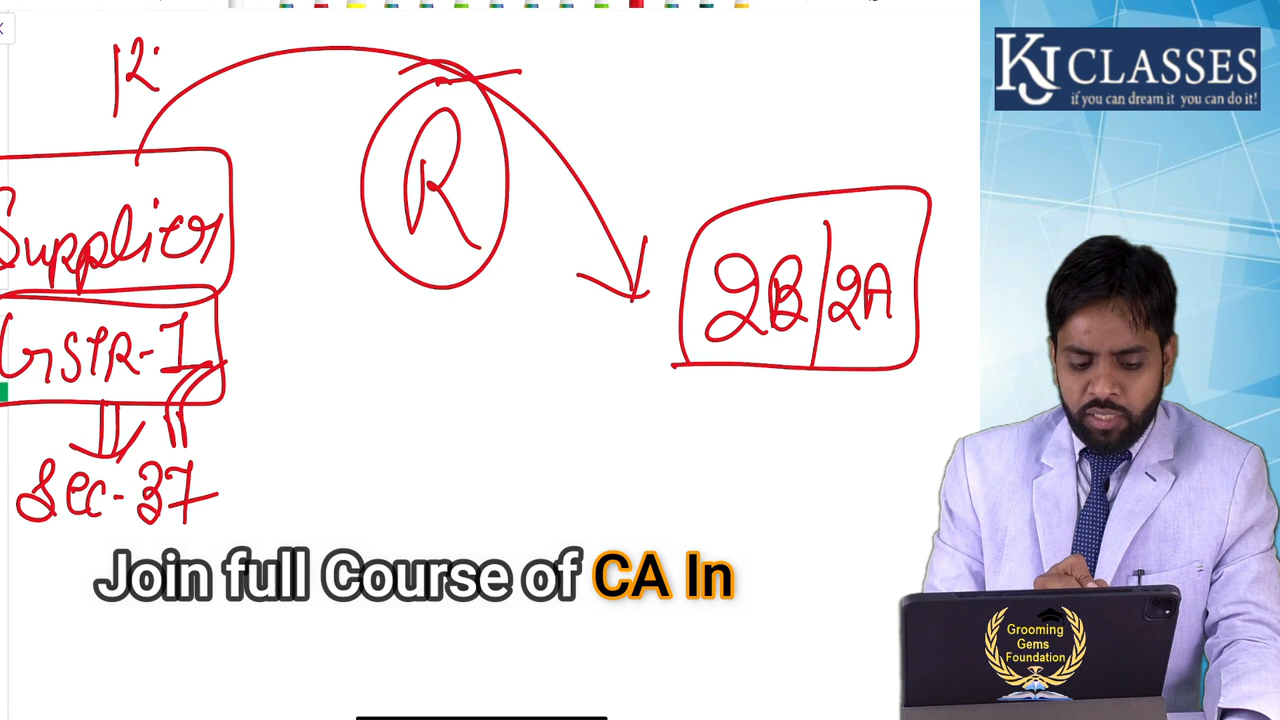 KJ CLASSES
if you can dream it you can do it!
R
Supplier
2B/2A
GSTR-1
Sec-37
Join full Course of CA In
Grooming
Gems
Foundation